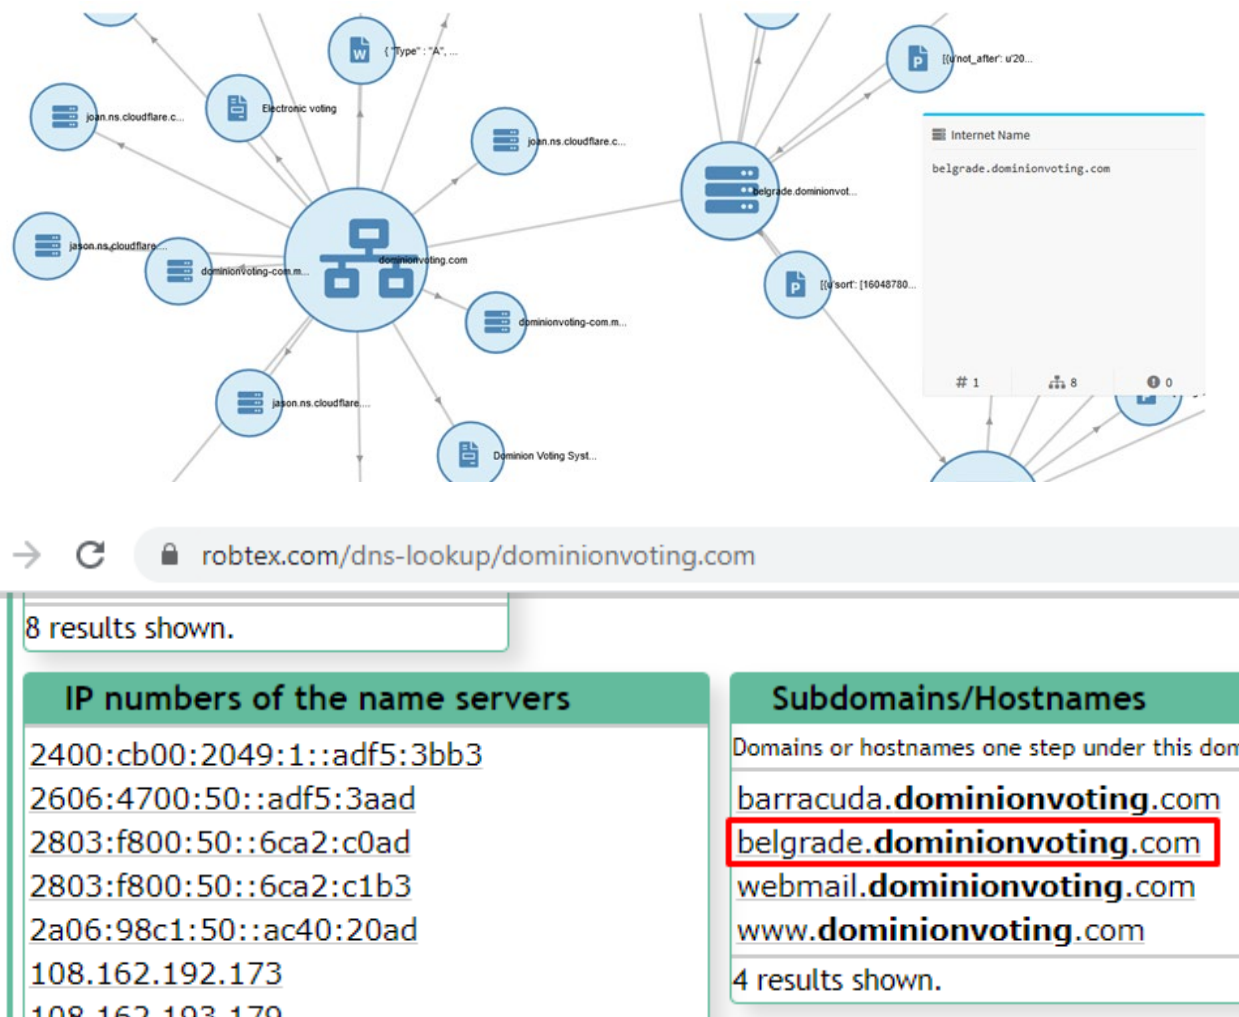 { "Type" : "A", ...
joan.ns.cloudflare.c...
Electronic voting
joan.ns.cloudflare.c...
jason.ns.cloudflare....
dominionvoting-com.m...
dominionvoting.com
dominionvoting-com.m...
jason.ns.cloudflare....
Dominion Voting Syst...
[{u'not_after': u'20...
belgrade.dominionvot...
[{u'sort': [16048780...
Internet Name
belgrade.dominionvoting.com
# 1
8
0
robtex.com/dns-lookup/dominionvoting.com
8 results shown.
IP numbers of the name servers
2400:cb00:2049:1::adf5:3bb3
2606:4700:50::adf5:3aad
2803:f800:50::6ca2:c0ad
2803:f800:50::6ca2:c1b3
2a06:98c1:50::ac40:20ad
108.162.192.173
108.162.193.179
Subdomains/Hostnames
Domains or hostnames one step under this dom
barracuda.dominionvoting.com
belgrade.dominionvoting.com
webmail.dominionvoting.com
www.dominionvoting.com
4 results shown.